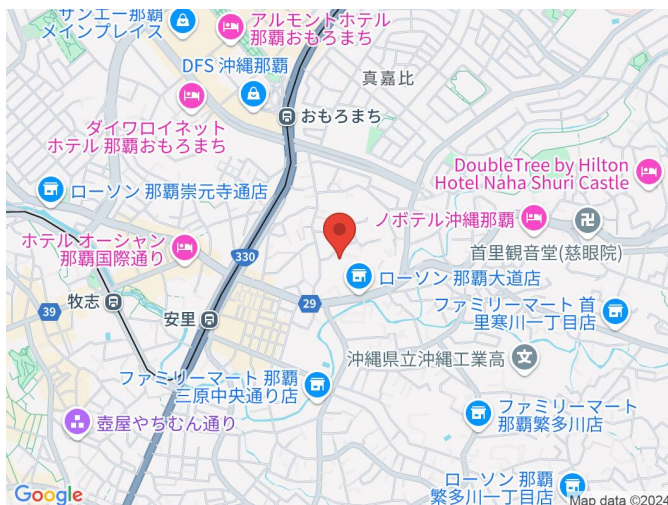 サンエー那覇
メインプレイス
アルモントホテル
那覇おもろまち
DFS 沖縄那覇
真嘉比
おもろまち
ダイワロイネット
ホテル 那覇おもろまち
DoubleTree by Hilton
Hotel Naha Shuri Castle
ローソン 那覇崇元寺通店
ノボテル沖縄那覇
ホテル オーシャン
那覇国際通り
330
首里観音堂(慈眼院)
ローソン 那覇大道店
牧志
39
安里
29
ファミリーマート 首
里寒川一丁目店
沖縄県立沖縄工業高
ファミリーマート 那覇
三原中央通り店
壺屋やちむん通り
ファミリーマート
那覇繁多川店
ローソン 那覇
繁多川一丁目店
Google
Map data ©2024